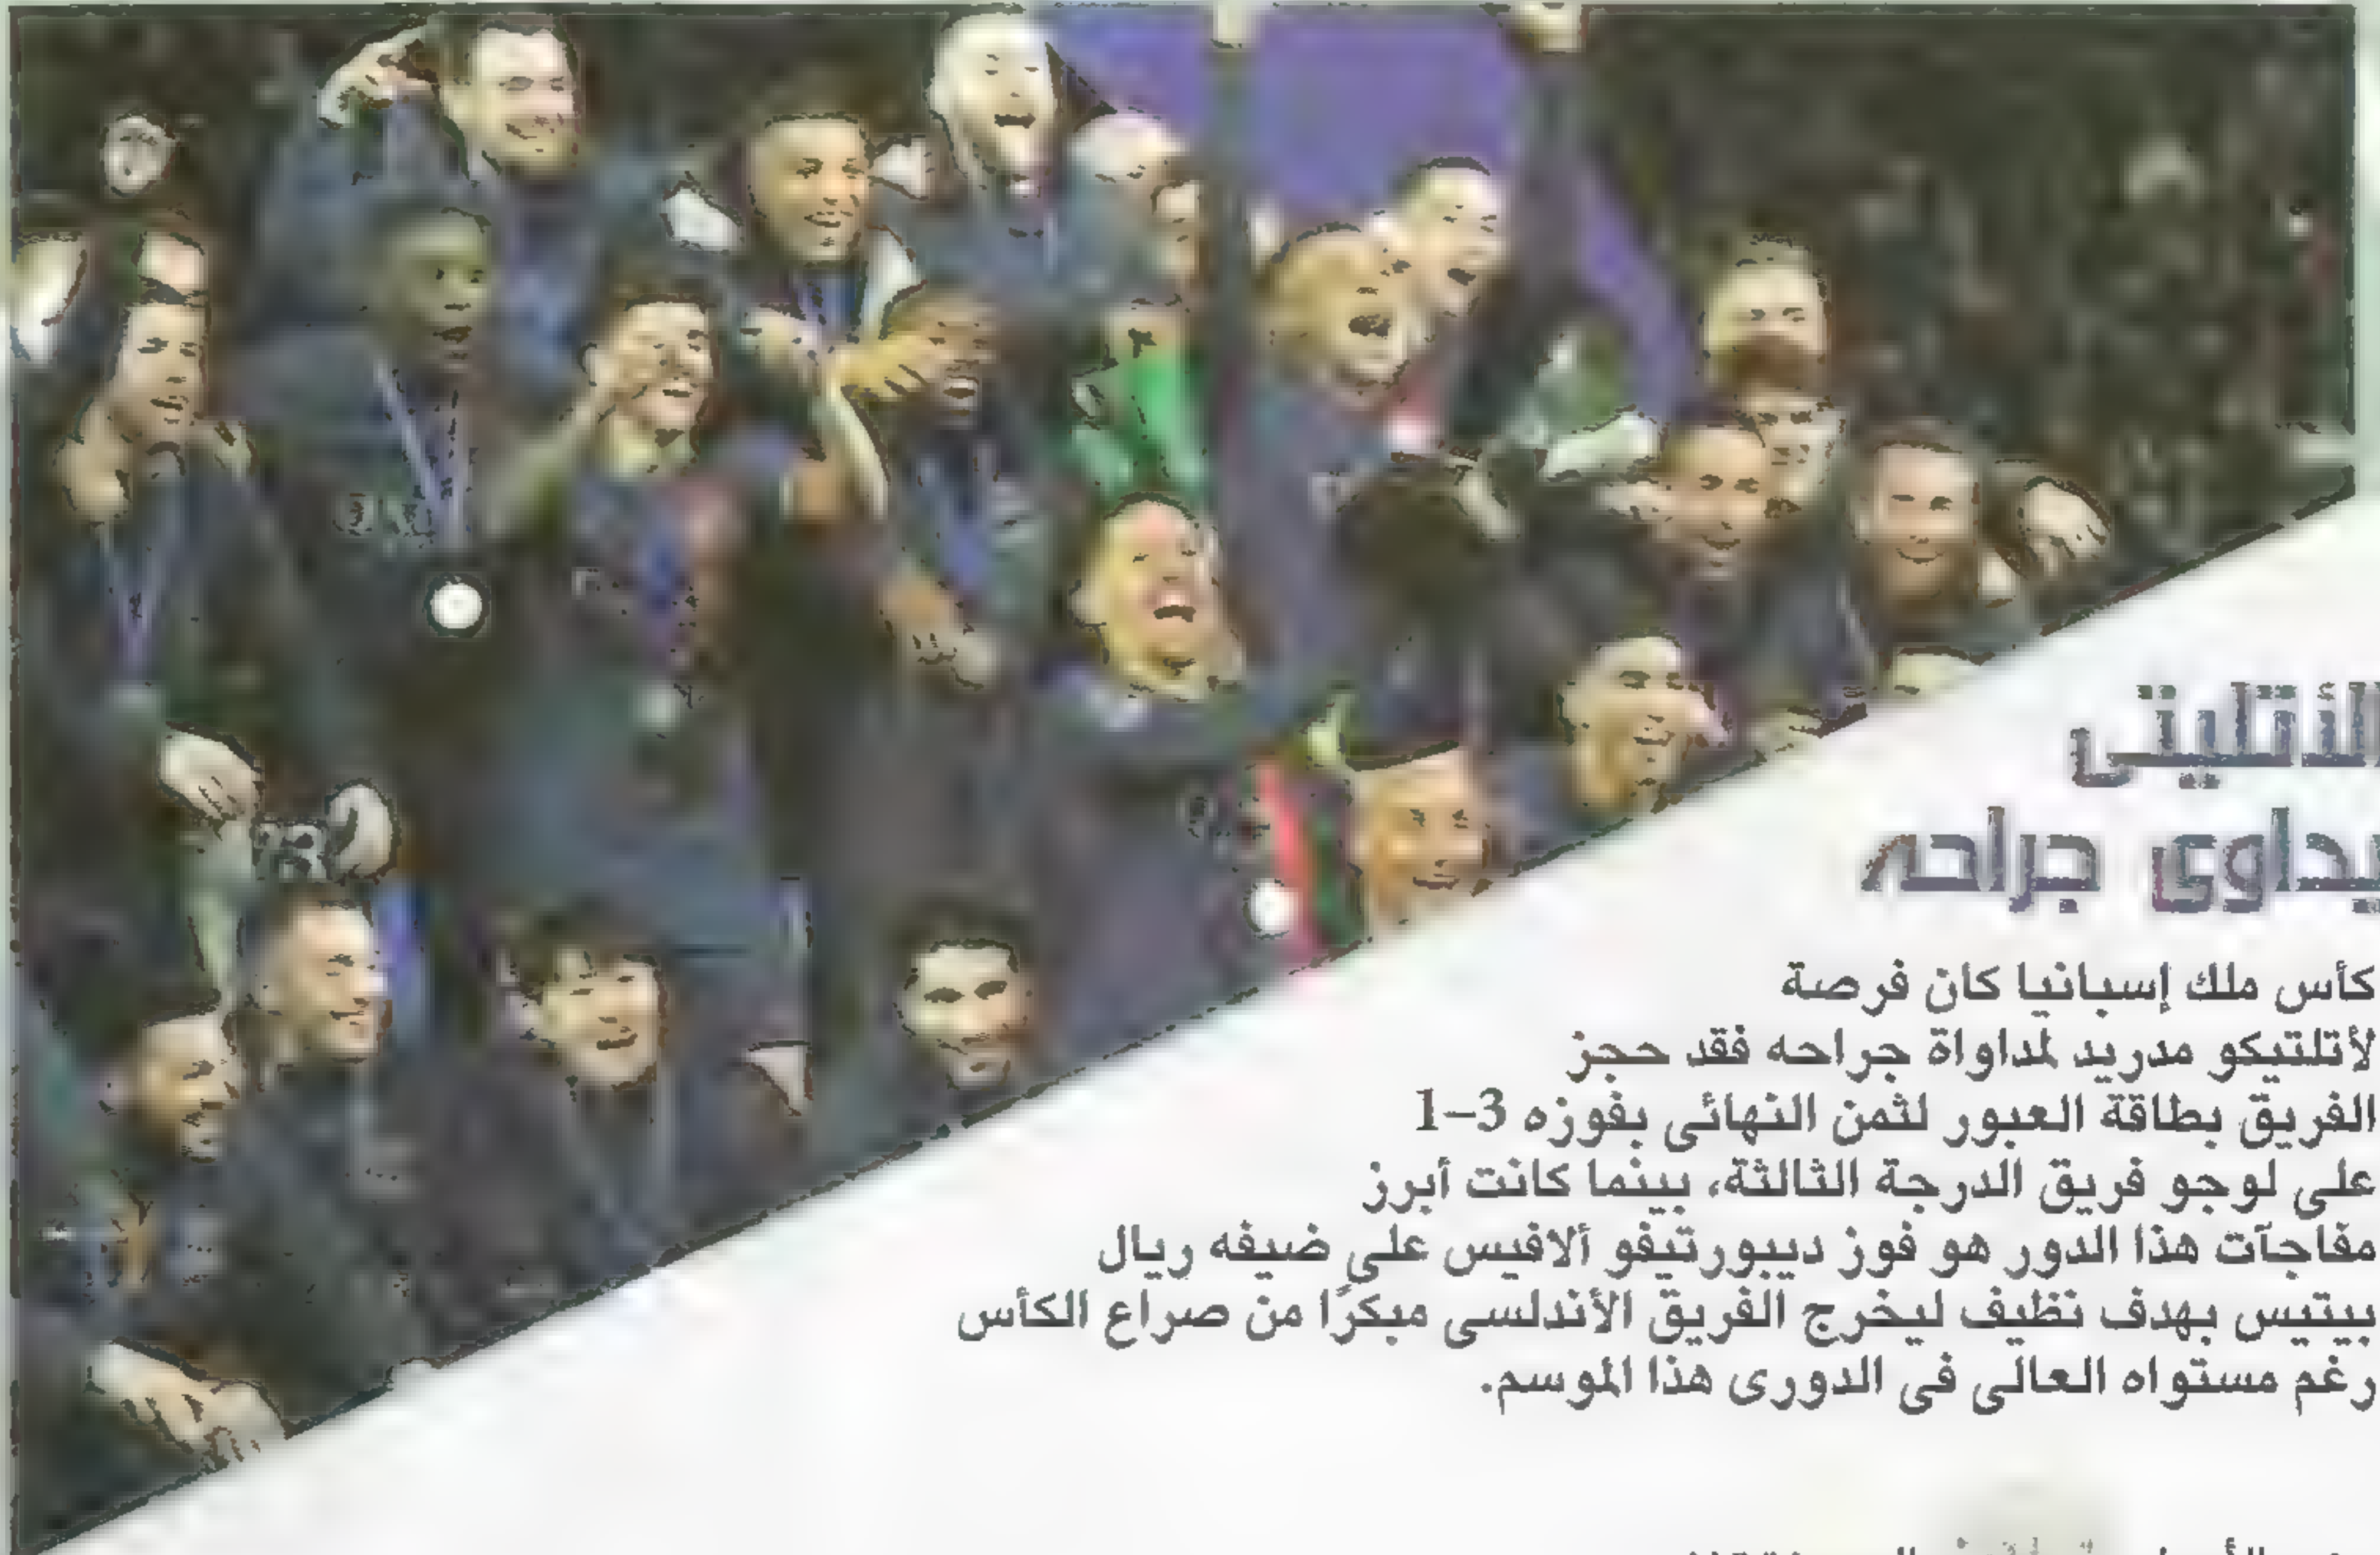 الأتليتى
يداوى جراحه
كأس ملك إسبانيا كان فرصة
لأتلتيكو مدريد لمداواة جراحه فقد حجز
الفريق بطاقة العبور لثمن النهائى بفوزه 3–1
على لوجو فريق الدرجة الثالثة، بينما كانت أبرز
مفاجآت هذا الدور هو فوز ديبورتيفو ألافيس على ضيفه ريال
بيتيس بهدف نظيف ليخرج الفريق الأندلسى مبكرًا من صراع الكأس
رغم مستواه العالى فى الدورى هذا الموسم.